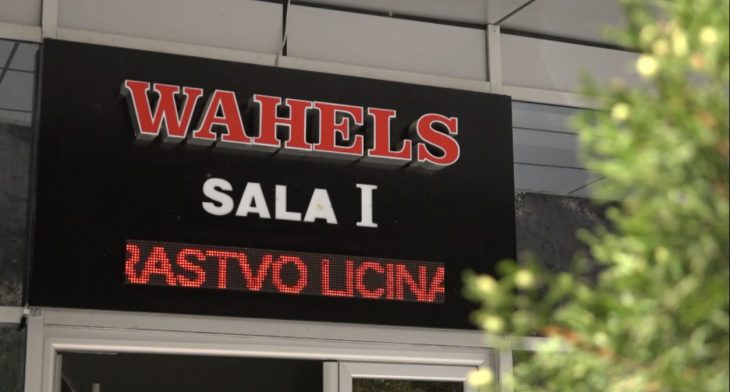 WAHELS
SALA I
RASTVO LICINA